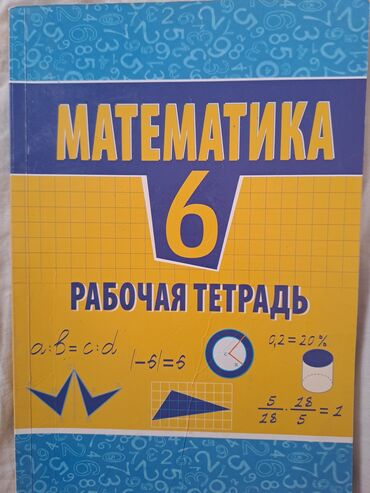 МАТЕМАТИКА
6
РАБОЧАЯ ТЕТРАДЬ
a:b=c:d
|-6|=6
0,2=20%
5/28 · 28/5 = 1